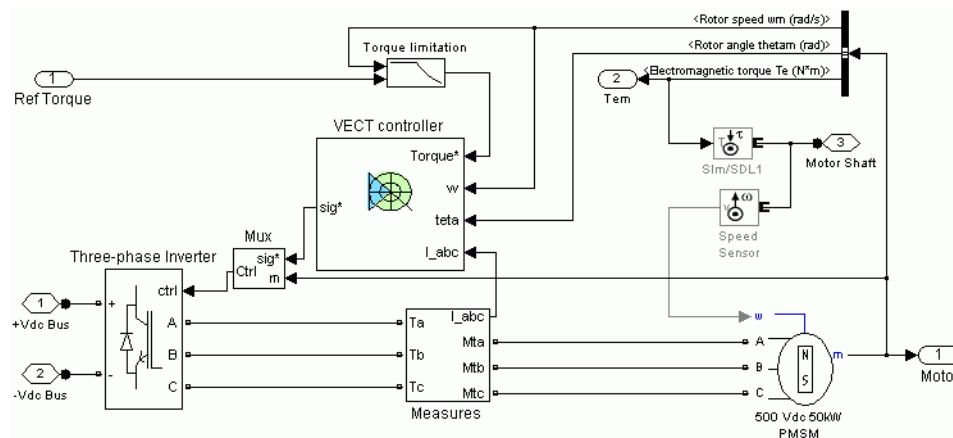 <Rotor speed wm (rad/s)>
Torque limitation
<Rotor angle thetam (rad)>
<Electromagnetic torque Te (N*m)>
1
Ref Torque
2
Tem
VECT controller
Torque*
w
teta
I_abc
sig*
T
τ
Slm/SDL1
3
Motor Shaft
v
ω
Speed
Sensor
Mux
sig*
Ctrl
m
Three-phase Inverter
ctrl
1
+Vdc Bus
+
A
B
2
-Vdc Bus
-
C
I_abc
Ta
Mta
Tb
Mtb
Tc
Mtc
Measures
w
A
B
C
N
S
m
500 Vdc 50kW
PMSM
1
Moto